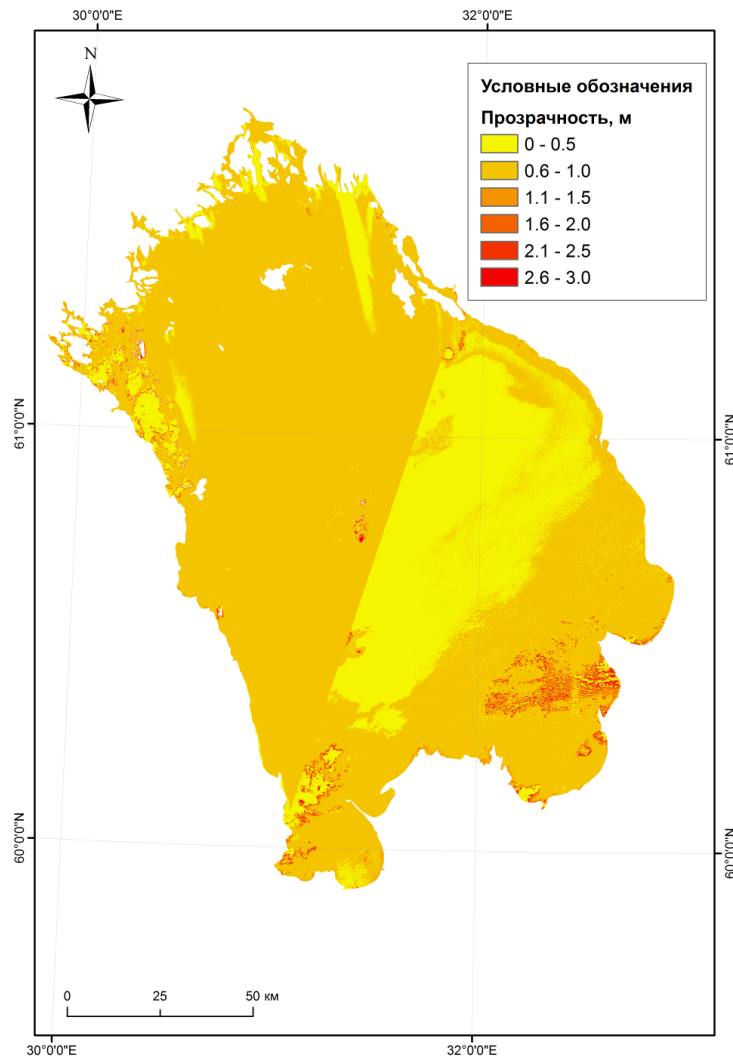 30°0'0"E 32°0'0"E
N
Условные обозначения
Прозрачность, м
0 - 0.5
0.6 - 1.0
1.1 - 1.5
1.6 - 2.0
2.1 - 2.5
2.6 - 3.0
61°0'0"N 61°0'0"N
60°0'0"N 60°0'0"N
0 25 50 км
30°0'0"E 32°0'0"E